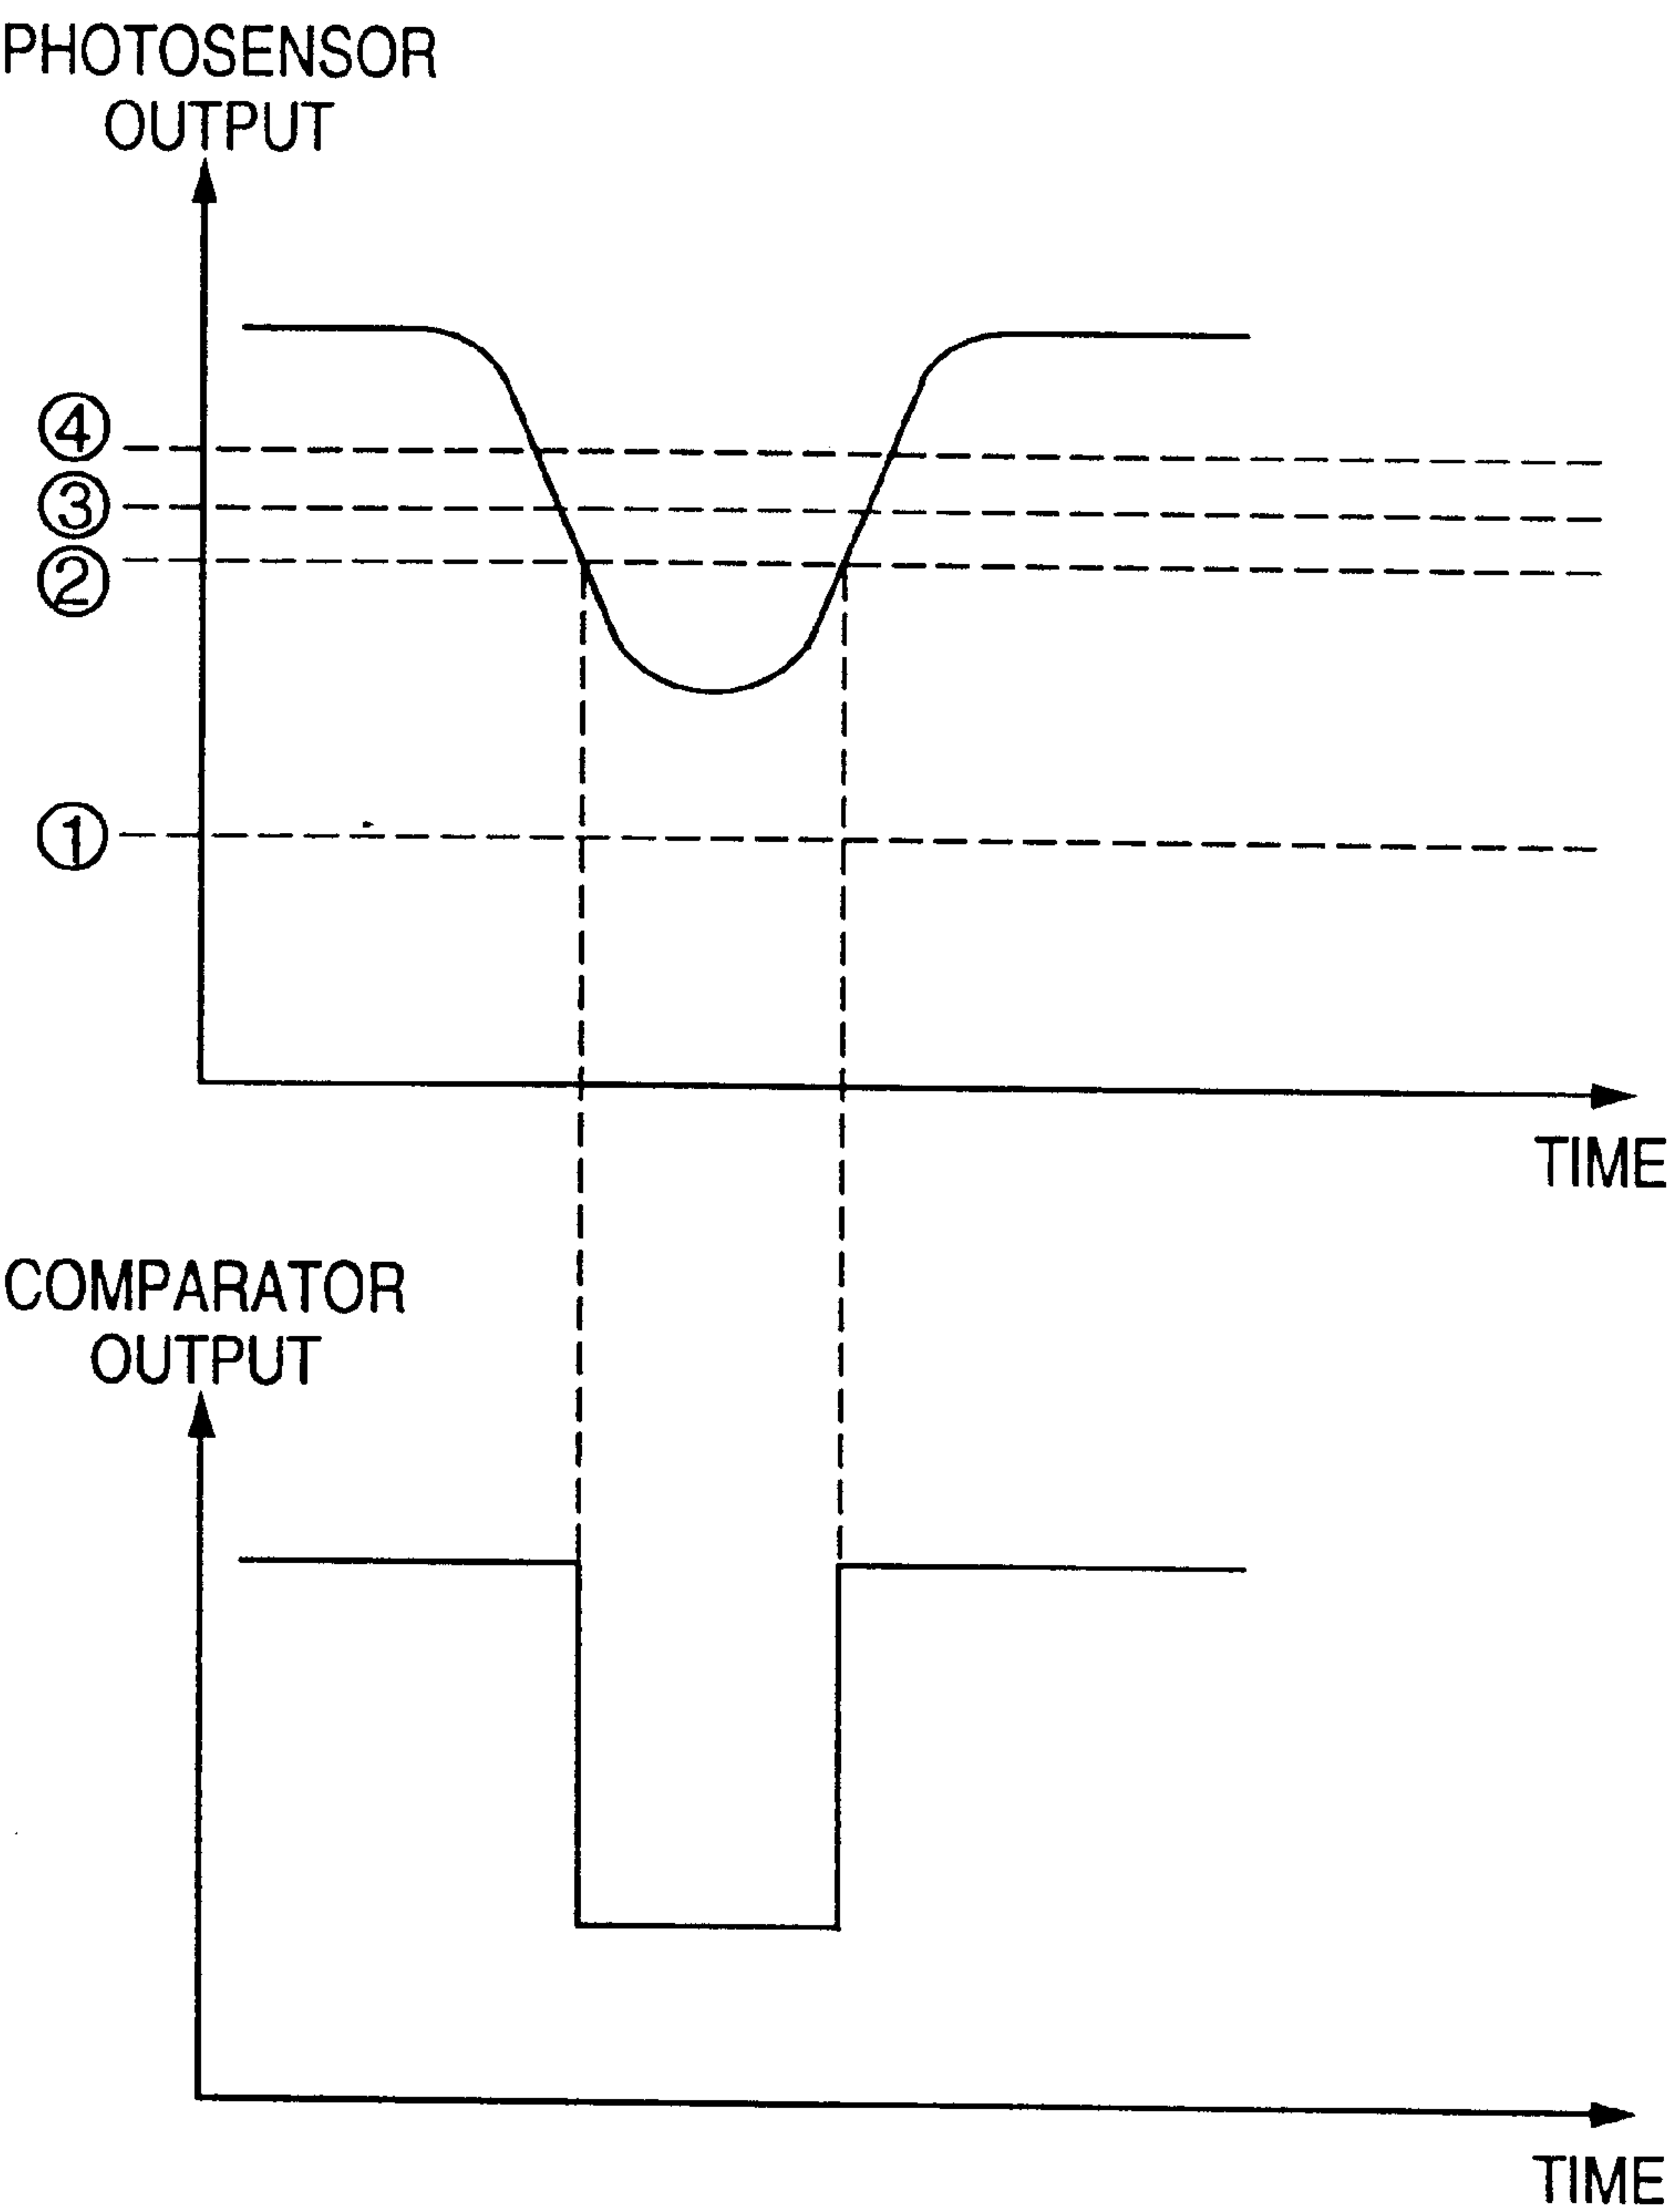 PHOTOSENSOR
OUTPUT
④
③
②
①
TIME
COMPARATOR
OUTPUT
TIME